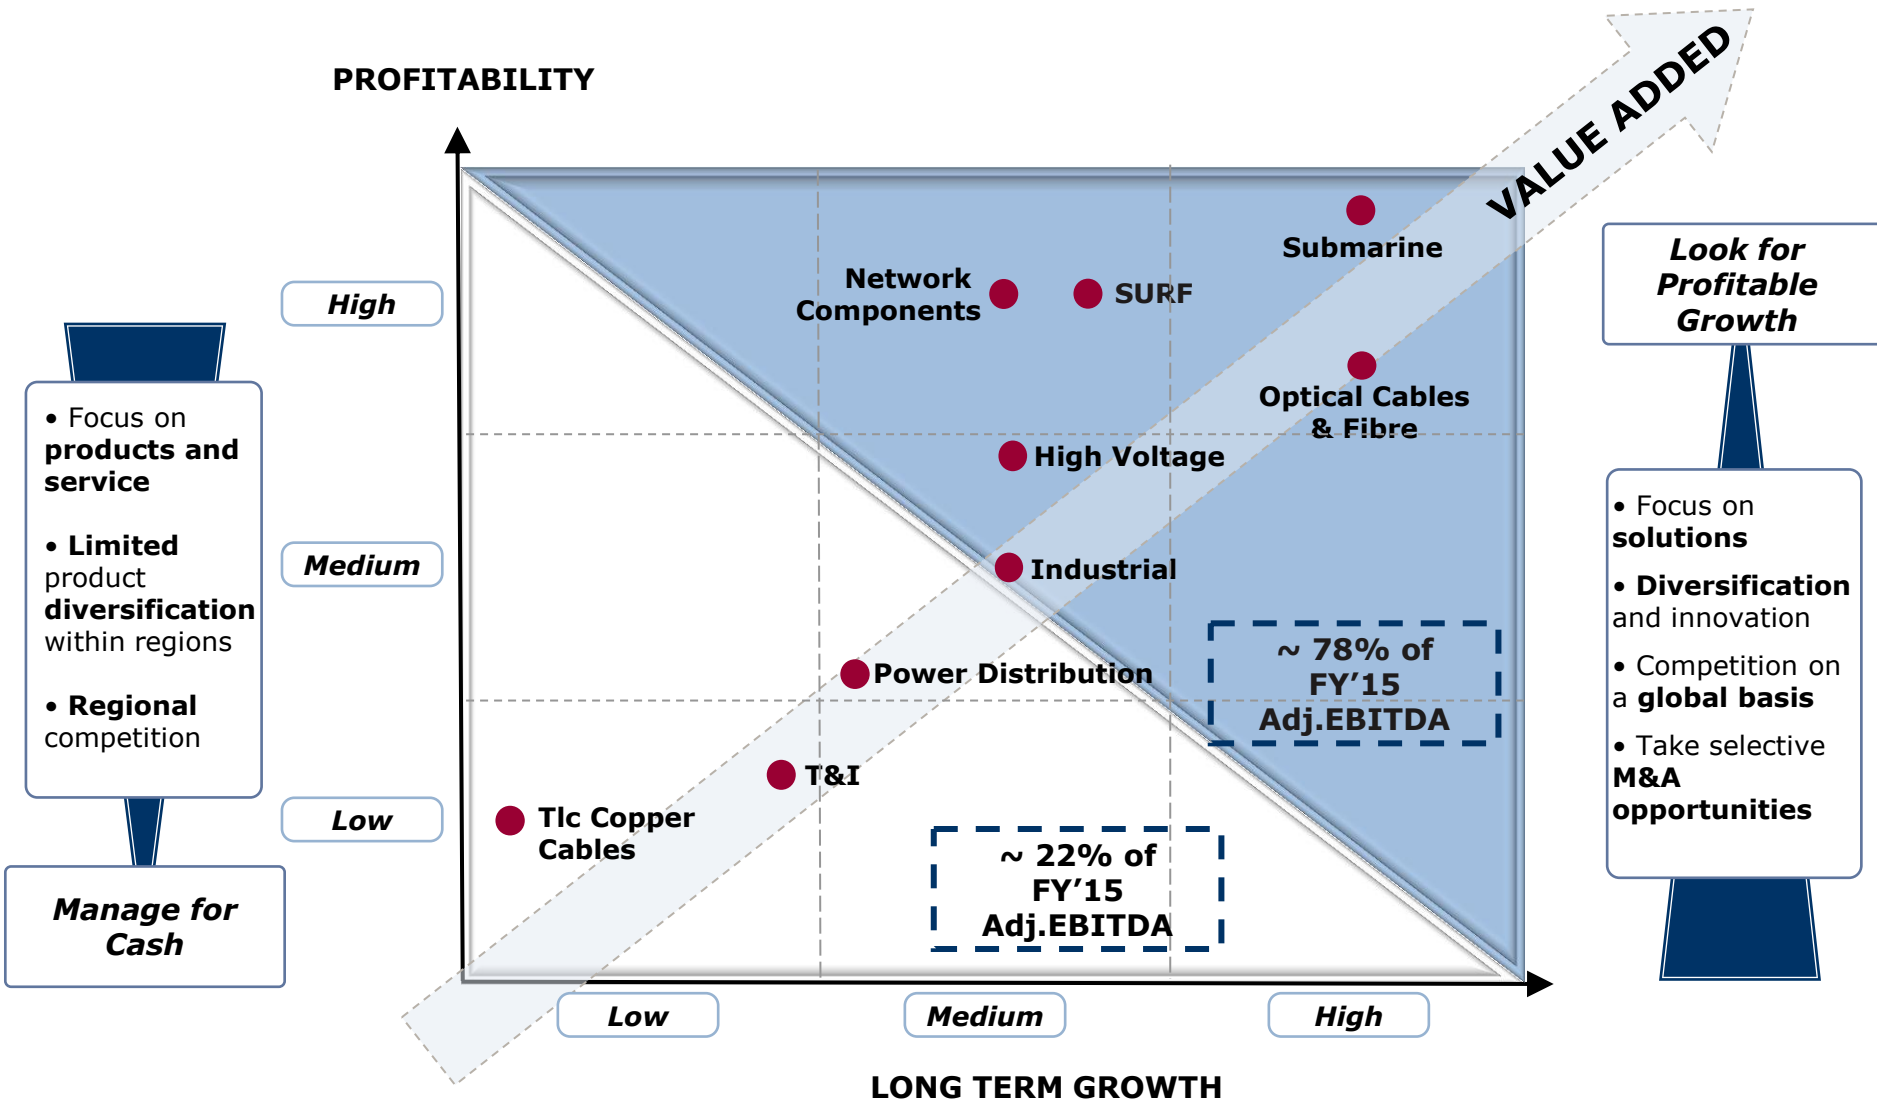 PROFITABILITY
VALUE ADDED
High
Medium
Low
Submarine
Network
Components
SURF
Optical Cables
& Fibre
High Voltage
Industrial
Power Distribution
T&I
Tlc Copper
Cables
~ 78% of
FY’15
Adj.EBITDA
~ 22% of
FY’15
Adj.EBITDA
Low
Medium
High
LONG TERM GROWTH
• Focus on
products and
service
• Limited
product
diversification
within regions
• Regional
competition
Manage for
Cash
Look for
Profitable
Growth
• Focus on
solutions
• Diversification
and innovation
• Competition on
a global basis
• Take selective
M&A
opportunities